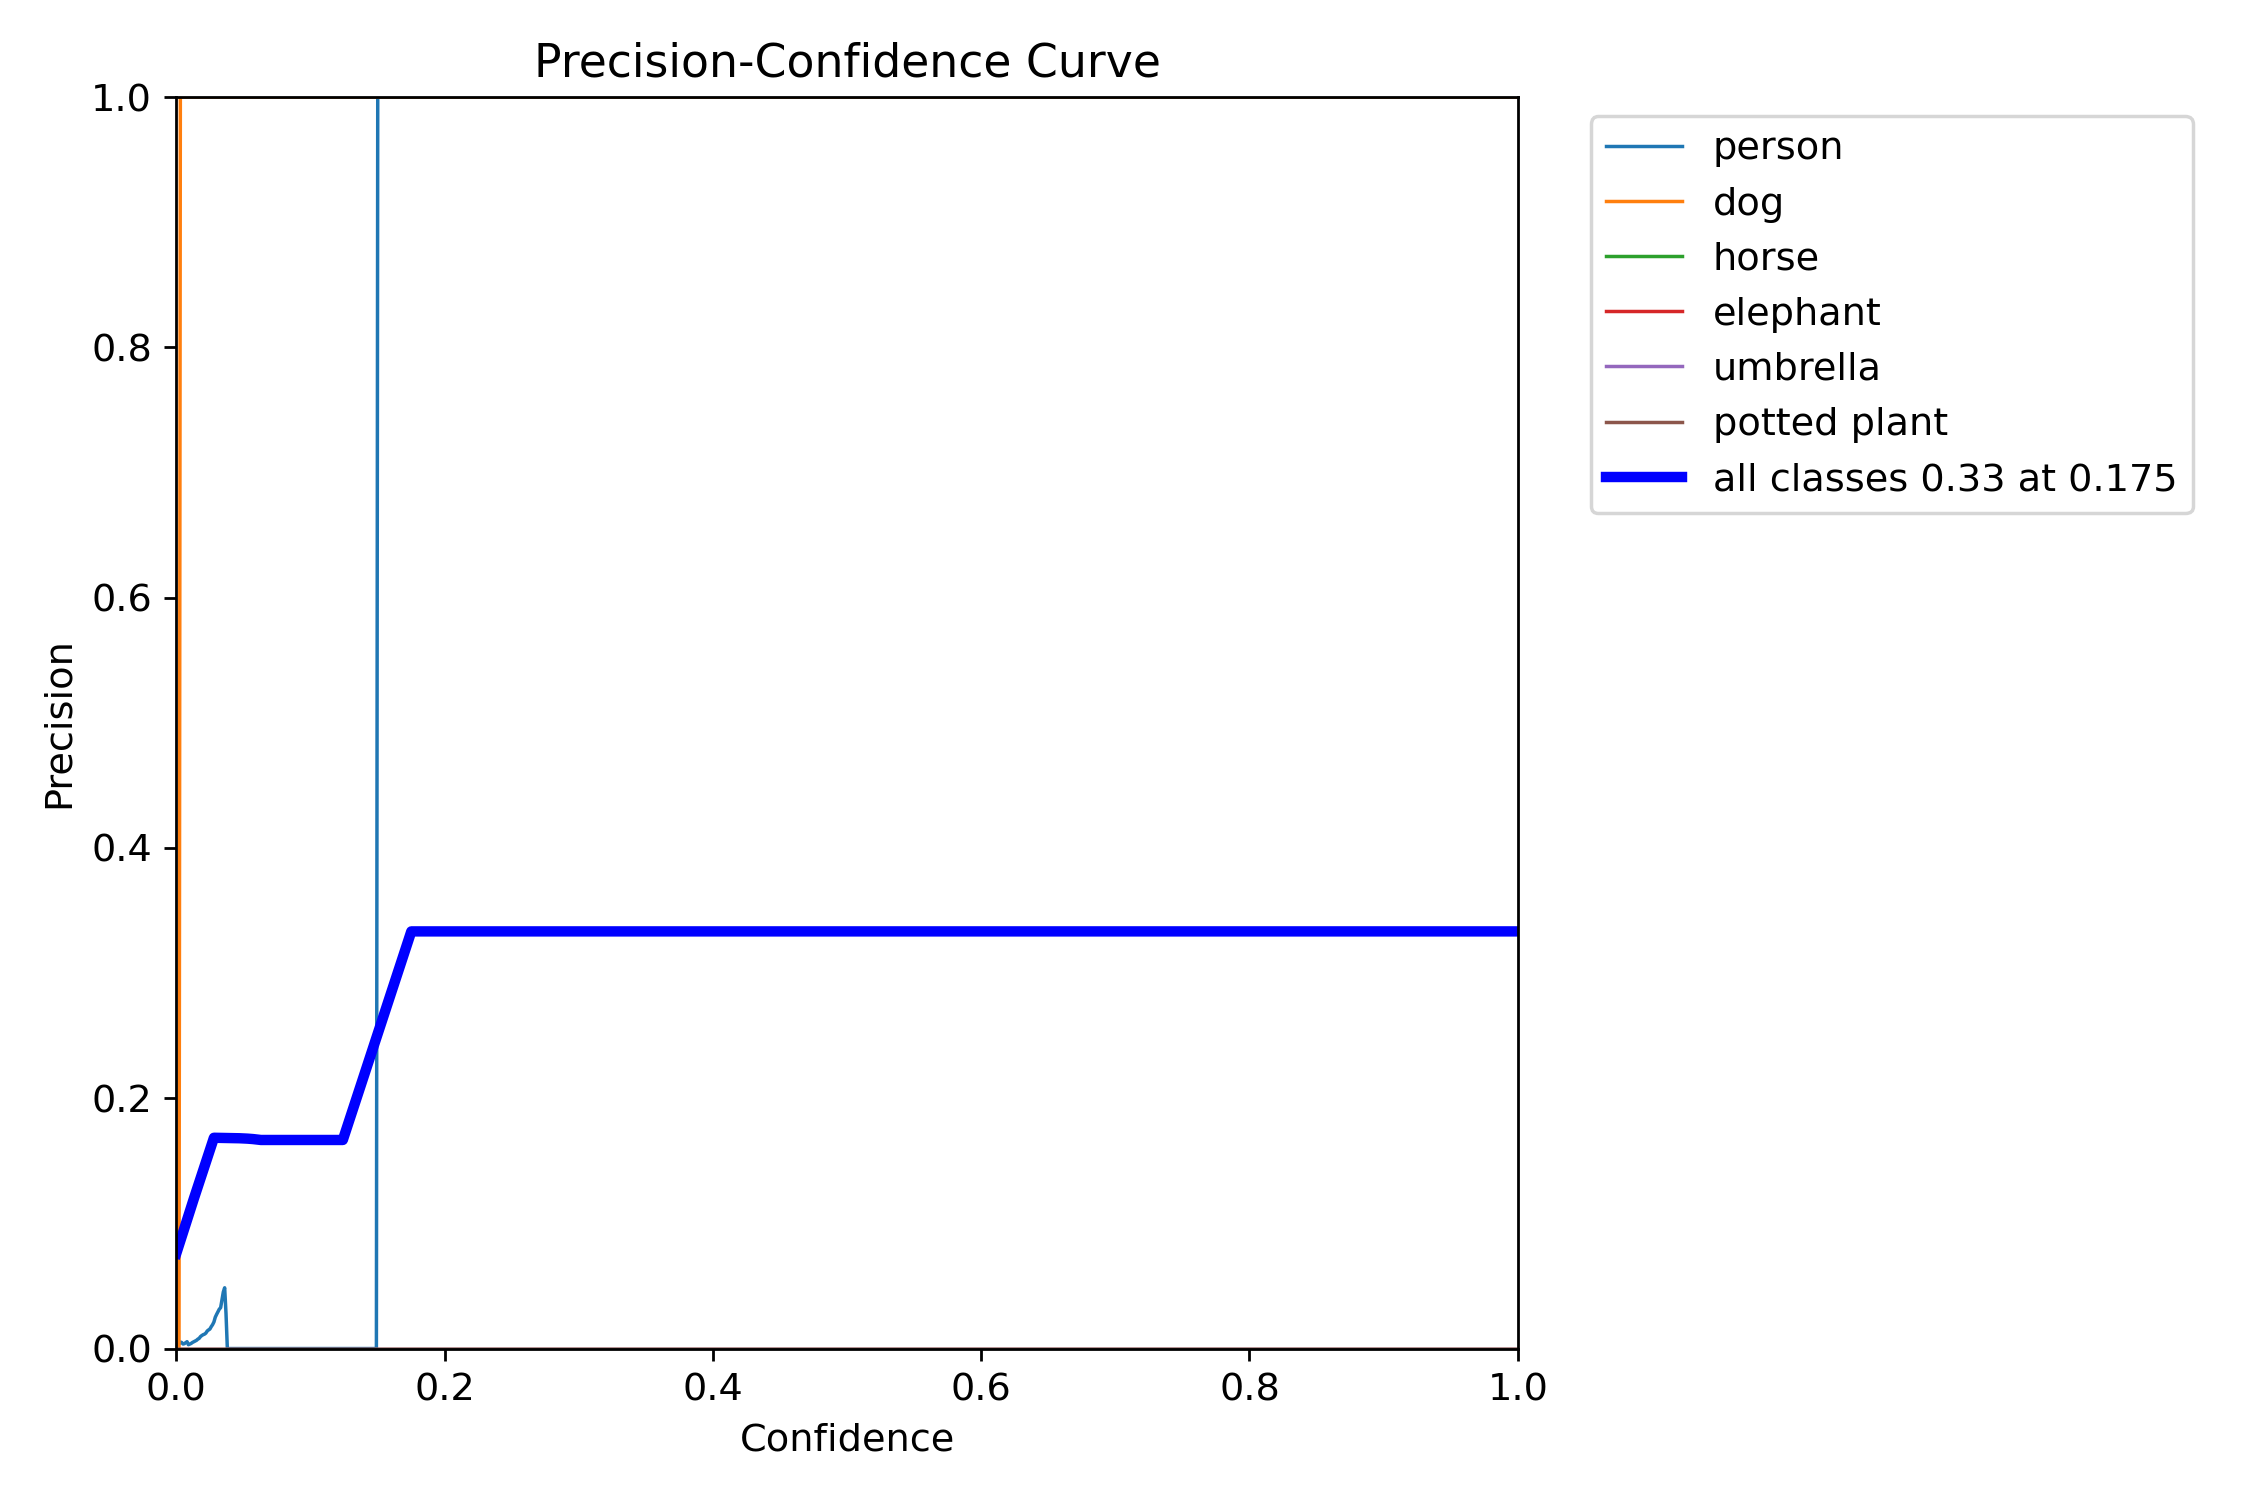 Precision-Confidence Curve
1.0
0.8
0.6
0.4
0.2
0.0
Precision
0.0 0.2 0.4 0.6 0.8 1.0
Confidence
person
dog
horse
elephant
umbrella
potted plant
all classes 0.33 at 0.175